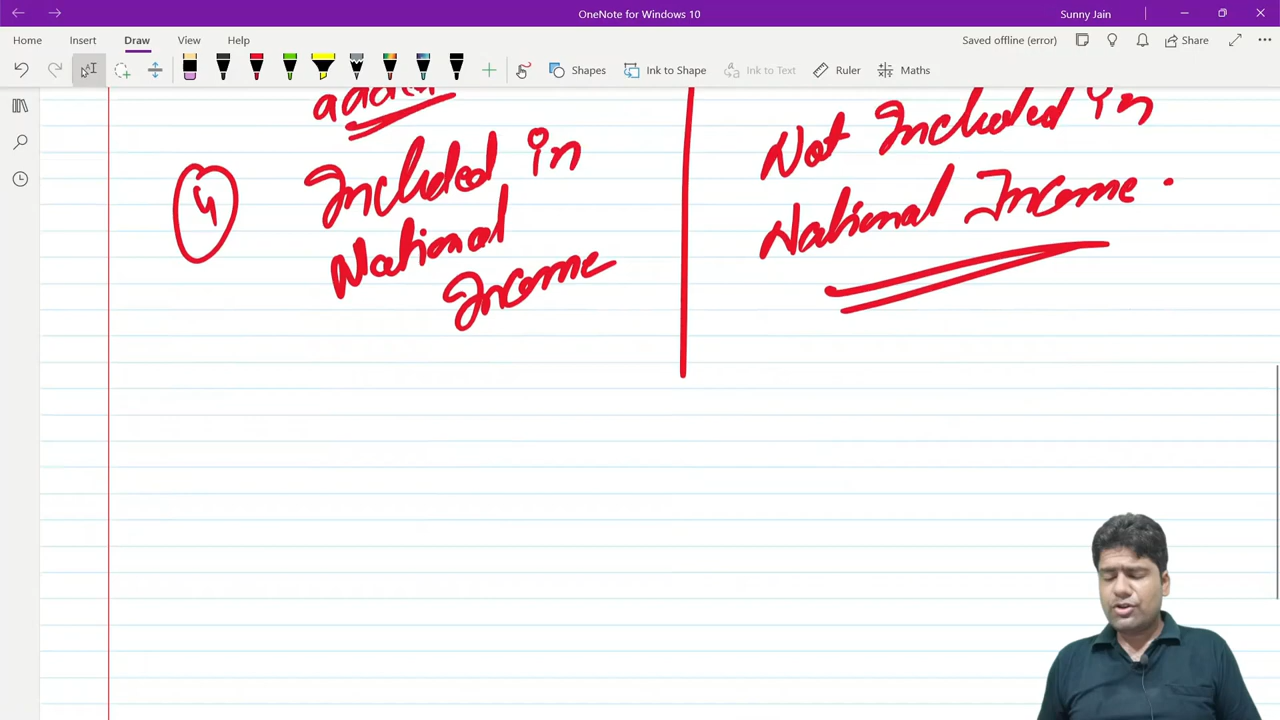 OneNote for Windows 10
Sunny Jain
Home Insert Draw View Help
Saved offline (error)
Share
Shapes
Ink to Shape
Ink to Text
Ruler
Maths
added
4
Included in
National
Income
Not Included in
National Income.